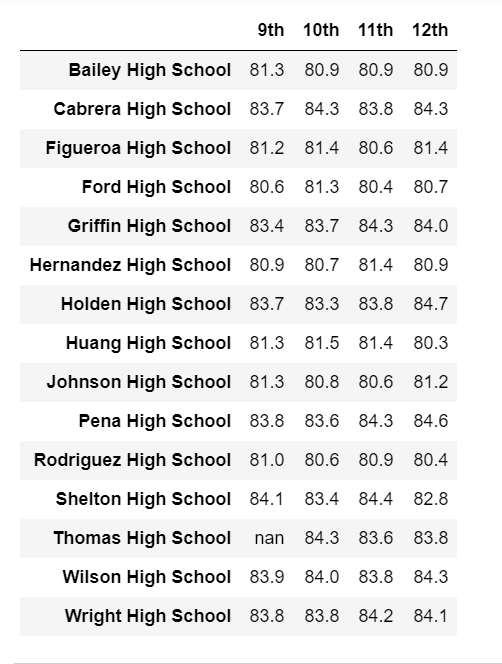 9th 10th 11th 12th
Bailey High School 81.3 80.9 80.9 80.9
Cabrera High School 83.7 84.3 83.8 84.3
Figueroa High School 81.2 81.4 80.6 81.4
Ford High School 80.6 81.3 80.4 80.7
Griffin High School 83.4 83.7 84.3 84.0
Hernandez High School 80.9 80.7 81.4 80.9
Holden High School 83.7 83.3 83.8 84.7
Huang High School 81.3 81.5 81.4 80.3
Johnson High School 81.3 80.8 80.6 81.2
Pena High School 83.8 83.6 84.3 84.6
Rodriguez High School 81.0 80.6 80.9 80.4
Shelton High School 84.1 83.4 84.4 82.8
Thomas High School nan 84.3 83.6 83.8
Wilson High School 83.9 84.0 83.8 84.3
Wright High School 83.8 83.8 84.2 84.1